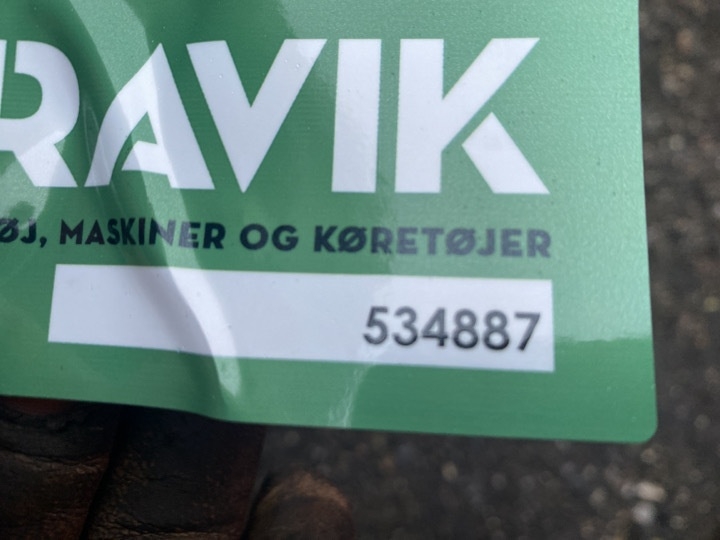 RAVIK
ØJ, MASKINER OG KØRETØJER
534887